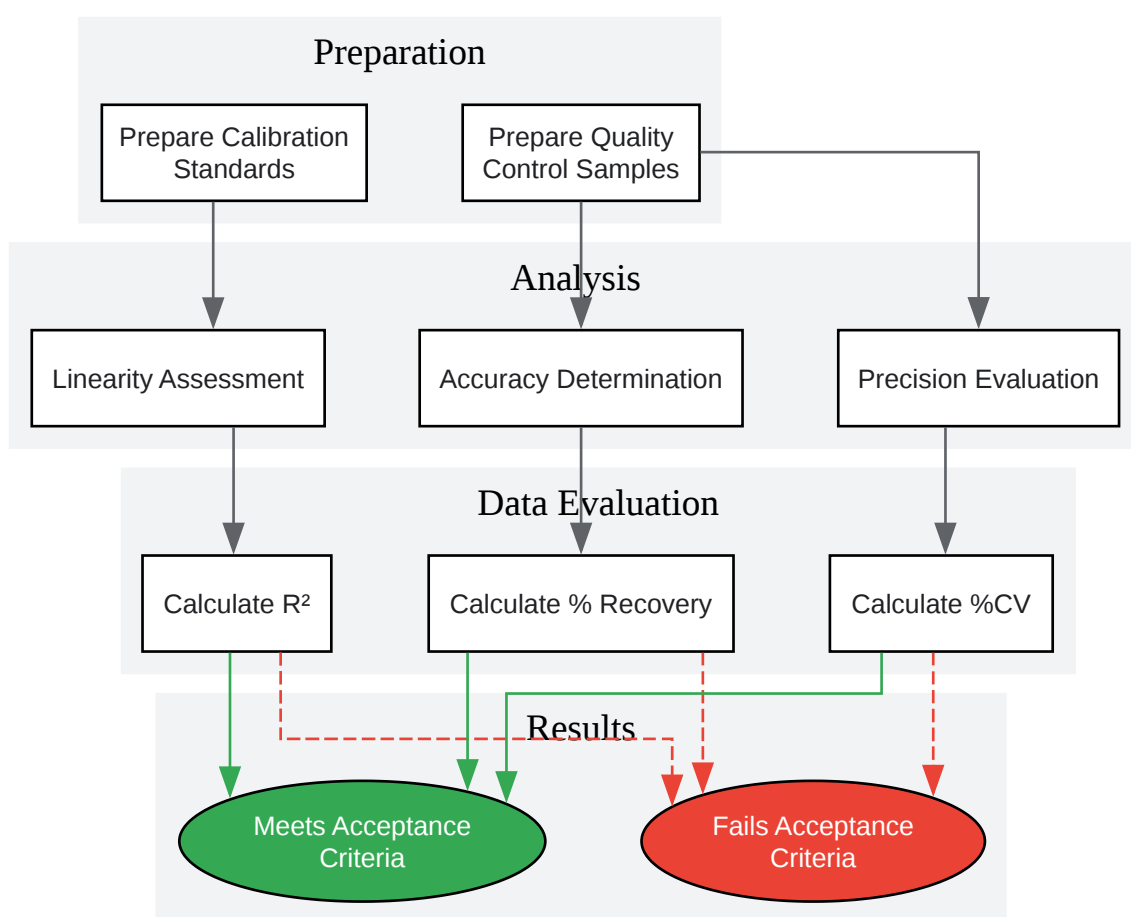 Preparation
Prepare Calibration
Standards
Prepare Quality
Control Samples
Analysis
Linearity Assessment
Accuracy Determination
Precision Evaluation
Data Evaluation
Calculate R²
Calculate % Recovery
Calculate %CV
Results
Meets Acceptance
Criteria
Fails Acceptance
Criteria